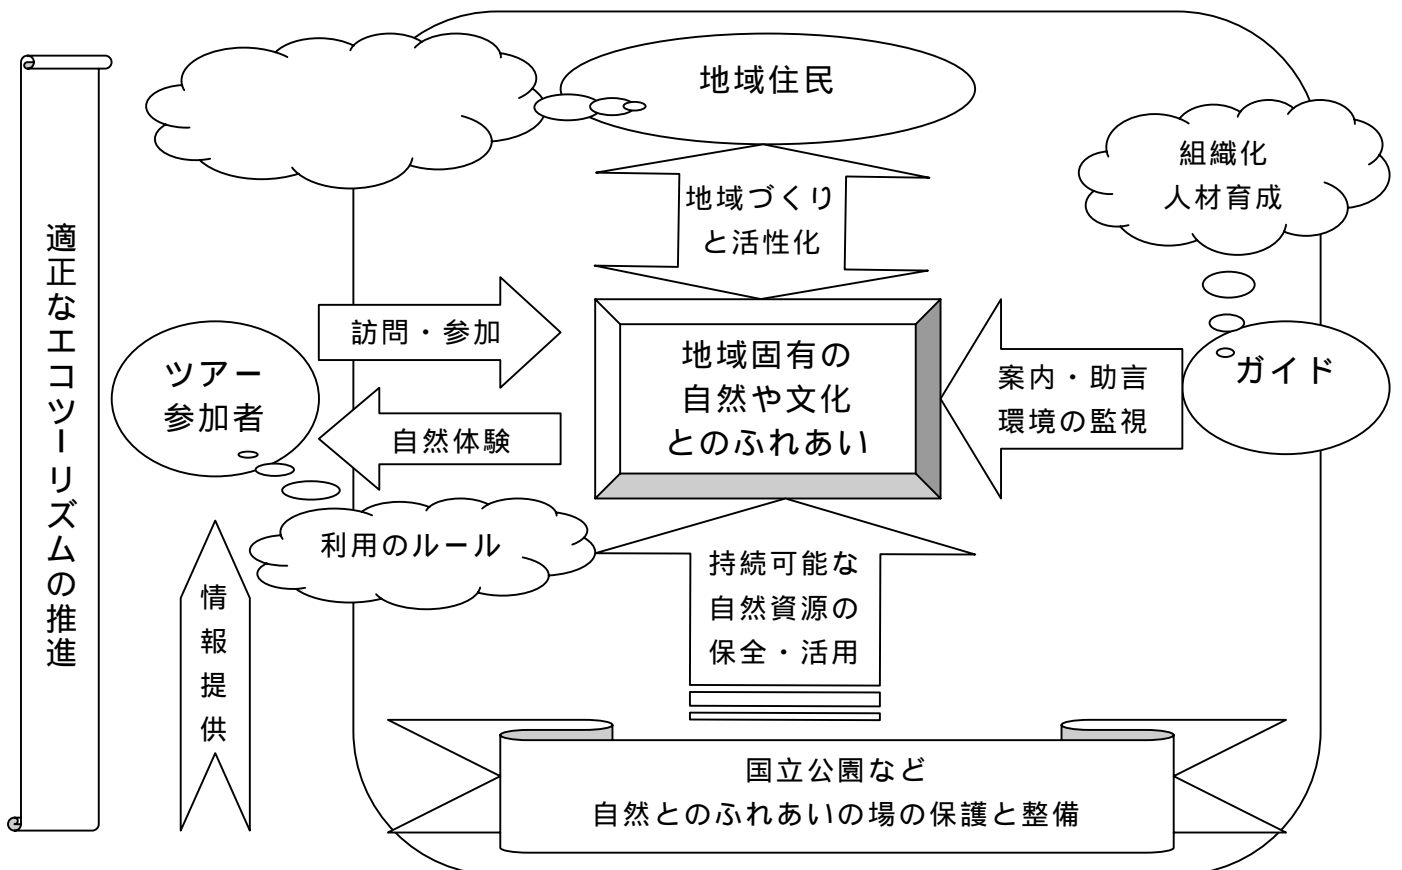 適正なエコツーリズムの推進
地域住民
組織化
人材育成
地域づくり
と活性化
訪問・参加
ツアー
参加者
自然体験
地域固有の
自然や文化
とのふれあい
案内・助言
環境の監視
ガイド
利用のルール
持続可能な
自然資源の
保全・活用
情報提供
国立公園など
自然とのふれあいの場の保護と整備